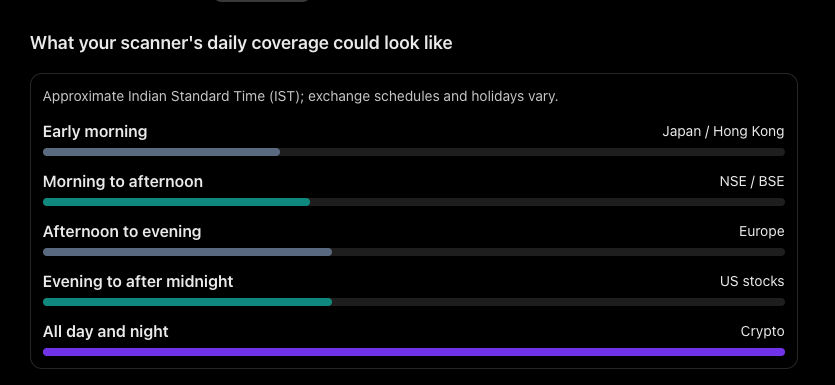 What your scanner's daily coverage could look like
Approximate Indian Standard Time (IST); exchange schedules and holidays vary.
Early morning
Japan / Hong Kong
Morning to afternoon
NSE / BSE
Afternoon to evening
Europe
Evening to after midnight
US stocks
All day and night
Crypto